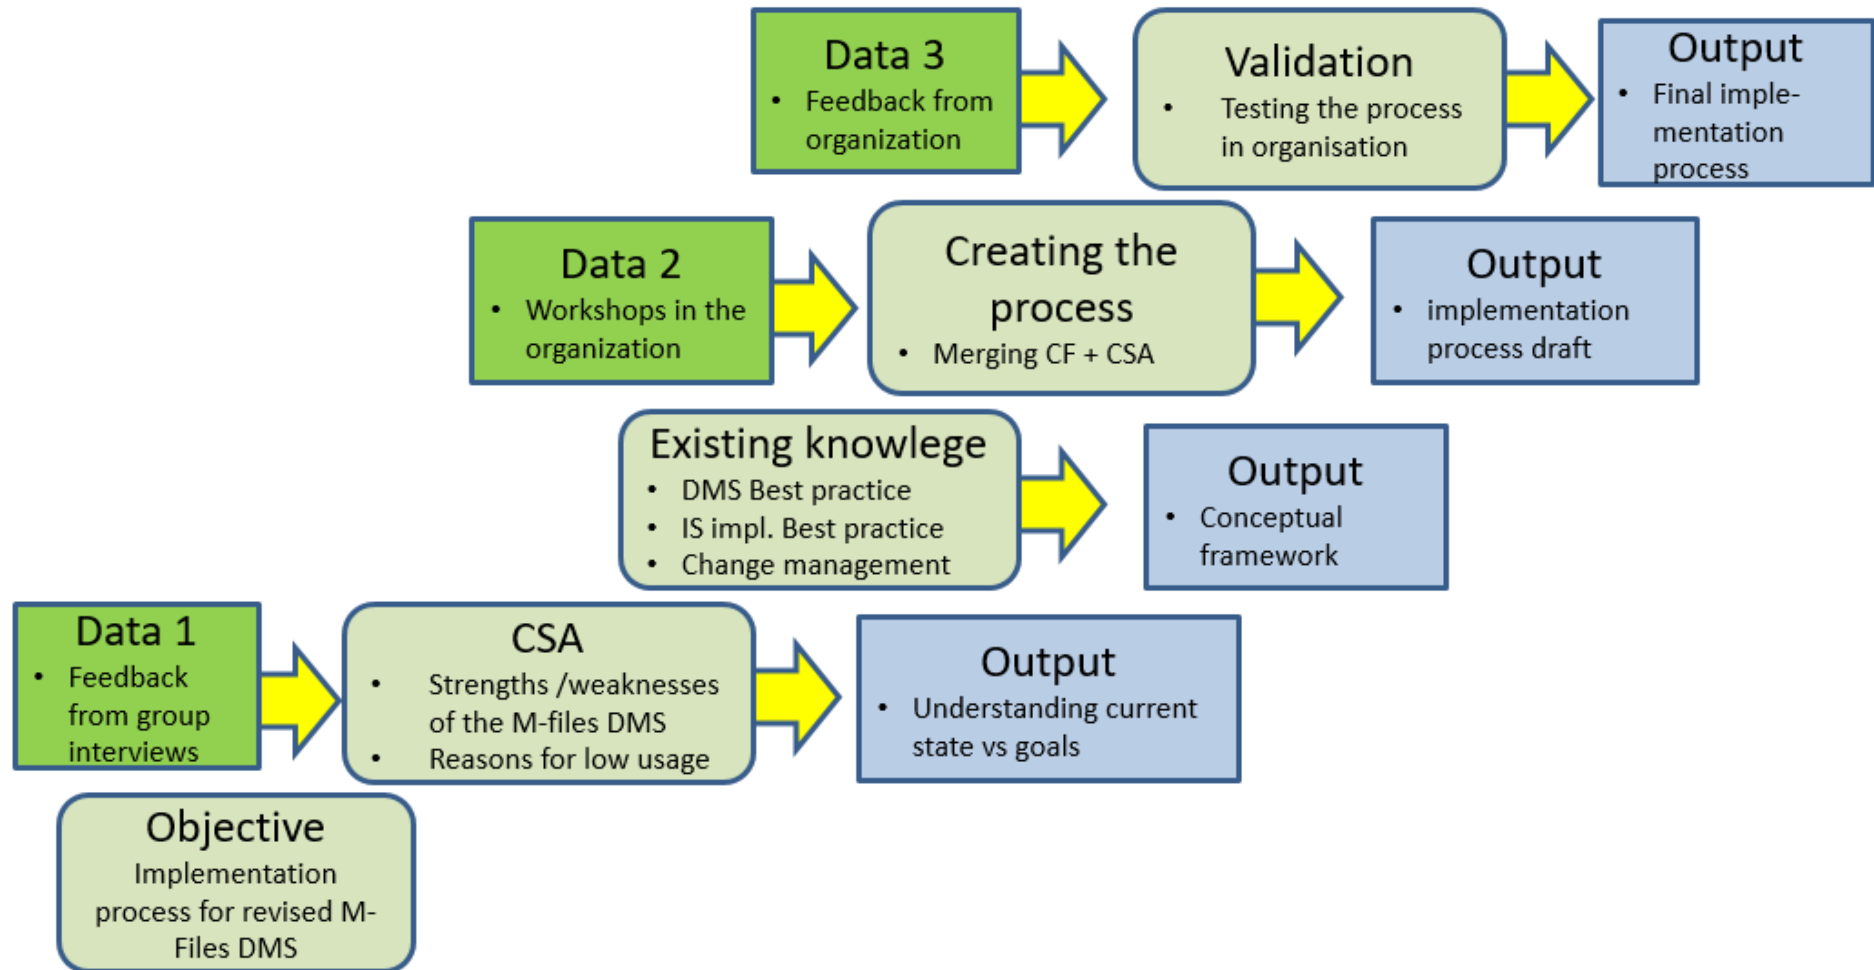 Data 3
• Feedback from
organization
Validation
• Testing the process
in organisation
Output
• Final imple-
mentation
process
Data 2
• Workshops in the
organization
Creating the
process
• Merging CF + CSA
Output
• implementation
process draft
Existing knowlege
• DMS Best practice
• IS impl. Best practice
• Change management
Output
• Conceptual
framework
Data 1
• Feedback
from group
interviews
CSA
• Strengths /weaknesses
of the M-files DMS
• Reasons for low usage
Output
• Understanding current
state vs goals
Objective
Implementation
process for revised M-
Files DMS